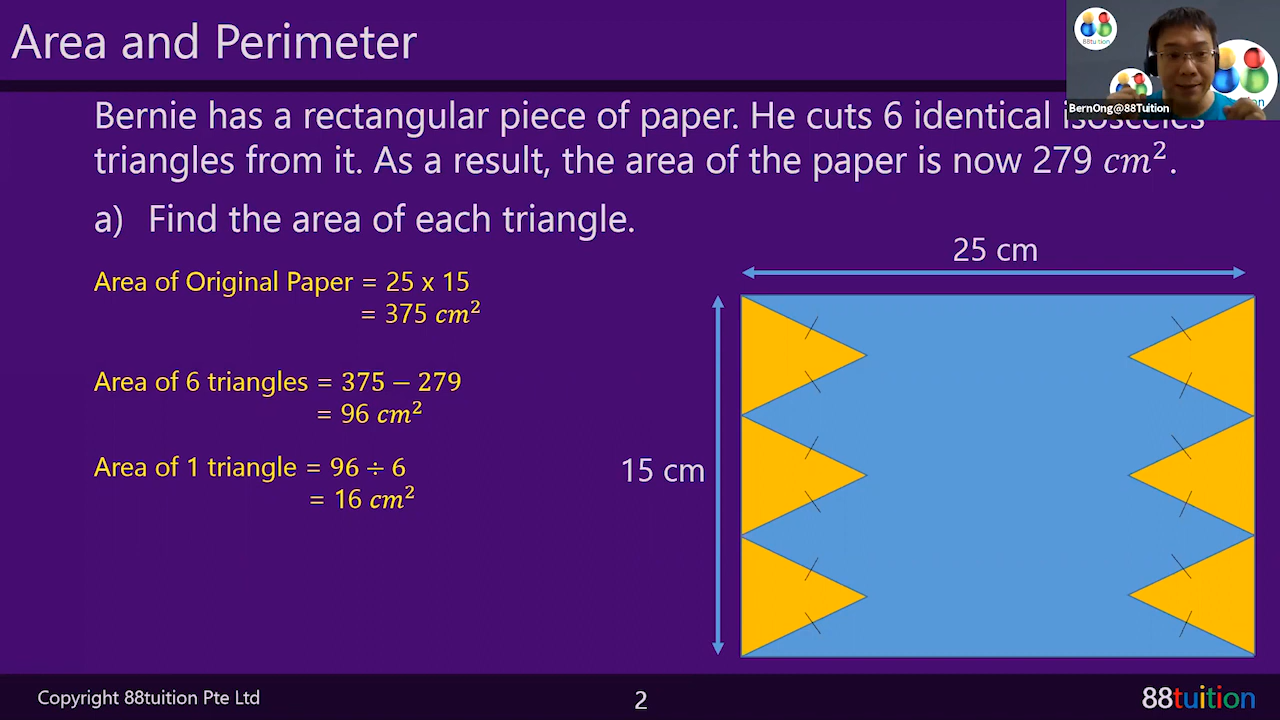 Area and Perimeter
88tuition
BernOng@88Tuition
Bernie has a rectangular piece of paper. He cuts 6 identical isosceles
triangles from it. As a result, the area of the paper is now 279 cm².
a) Find the area of each triangle.
25 cm
Area of Original Paper = 25 x 15
= 375 cm²
Area of 6 triangles = 375 − 279
= 96 cm²
Area of 1 triangle = 96 ÷ 6
= 16 cm²
15 cm
Copyright 88tuition Pte Ltd
2
88tuition